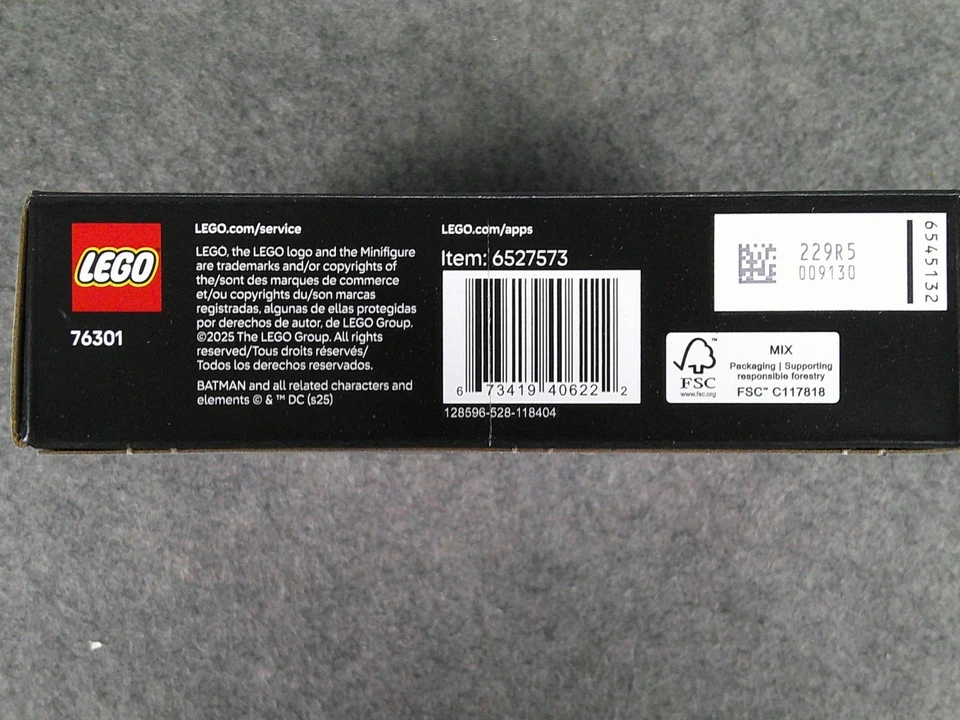 LEGO
76301
LEGO.com/service
LEGO, the LEGO logo and the Minifigure
are trademarks and/or copyrights of
the/sont des marques de commerce
et/ou copyrights du/son marcas
registradas, algunas de ellas protegidas
por derechos de autor, de LEGO Group.
©2025 The LEGO Group. All rights
reserved/Tous droits réservés/
Todos los derechos reservados.
BATMAN and all related characters and
elements © & ™ DC (s25)
LEGO.com/apps
Item: 6527573
6 73419 40622 2
128596-528-118404
229R5
009130
6545132
FSC
www.fsc.org
MIX
Packaging | Supporting
responsible forestry
FSC™ C117818